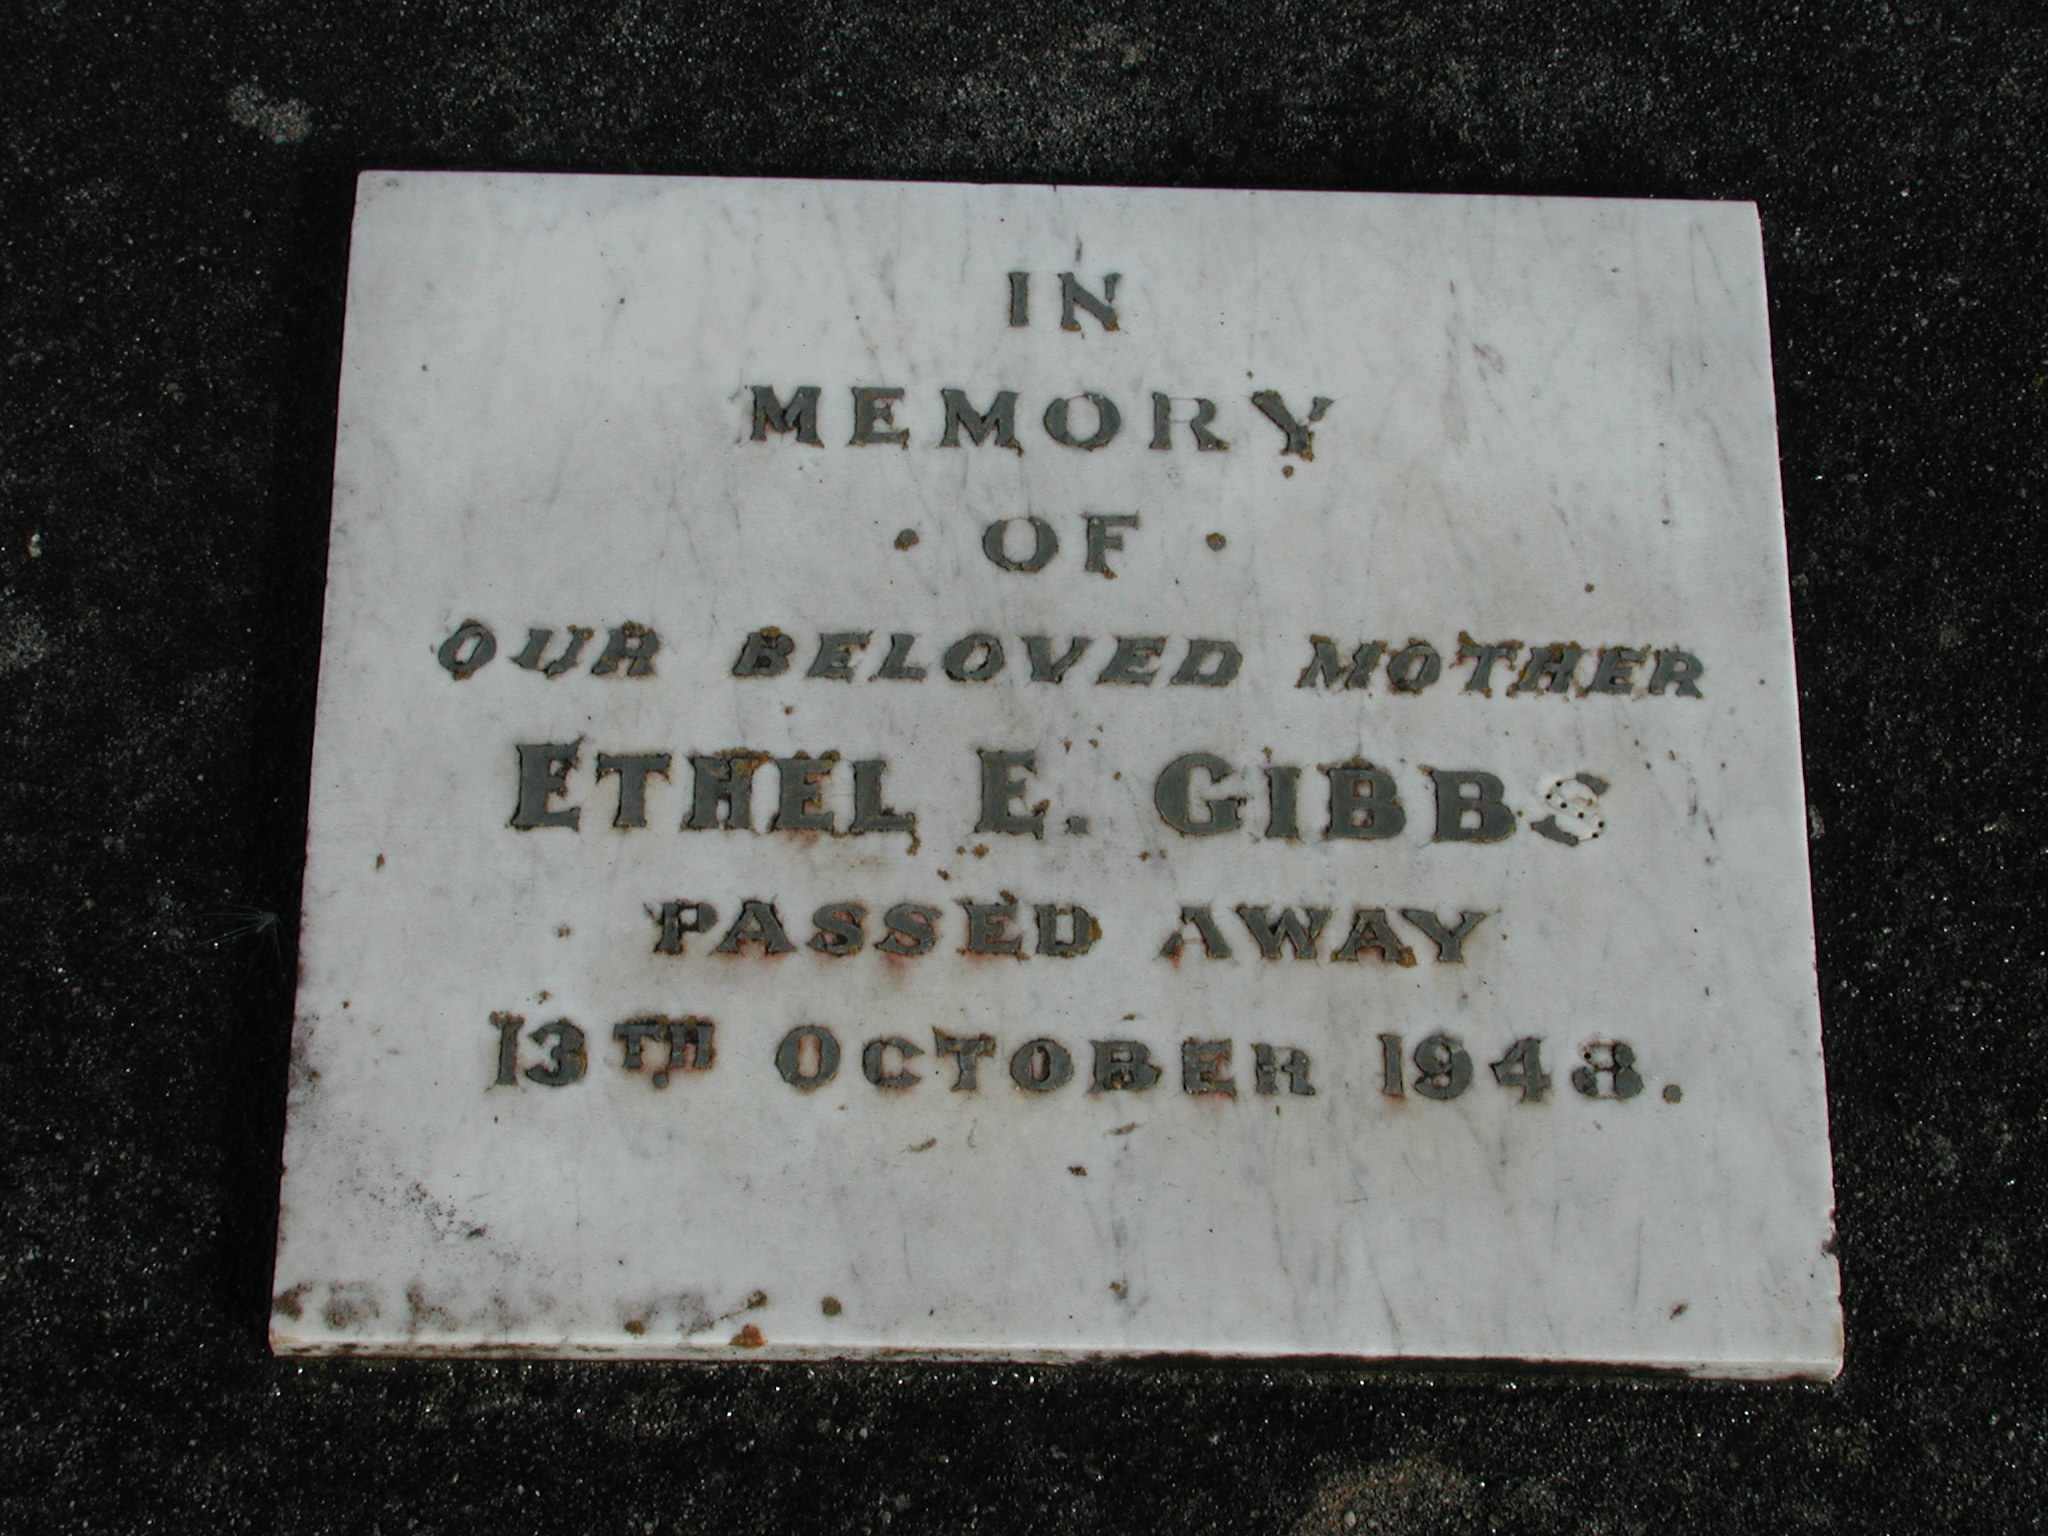 IN
MEMORY
· OF ·
OUR BELOVED MOTHER
ETHEL E. GIBBS
PASSED AWAY
13TH OCTOBER 1948.